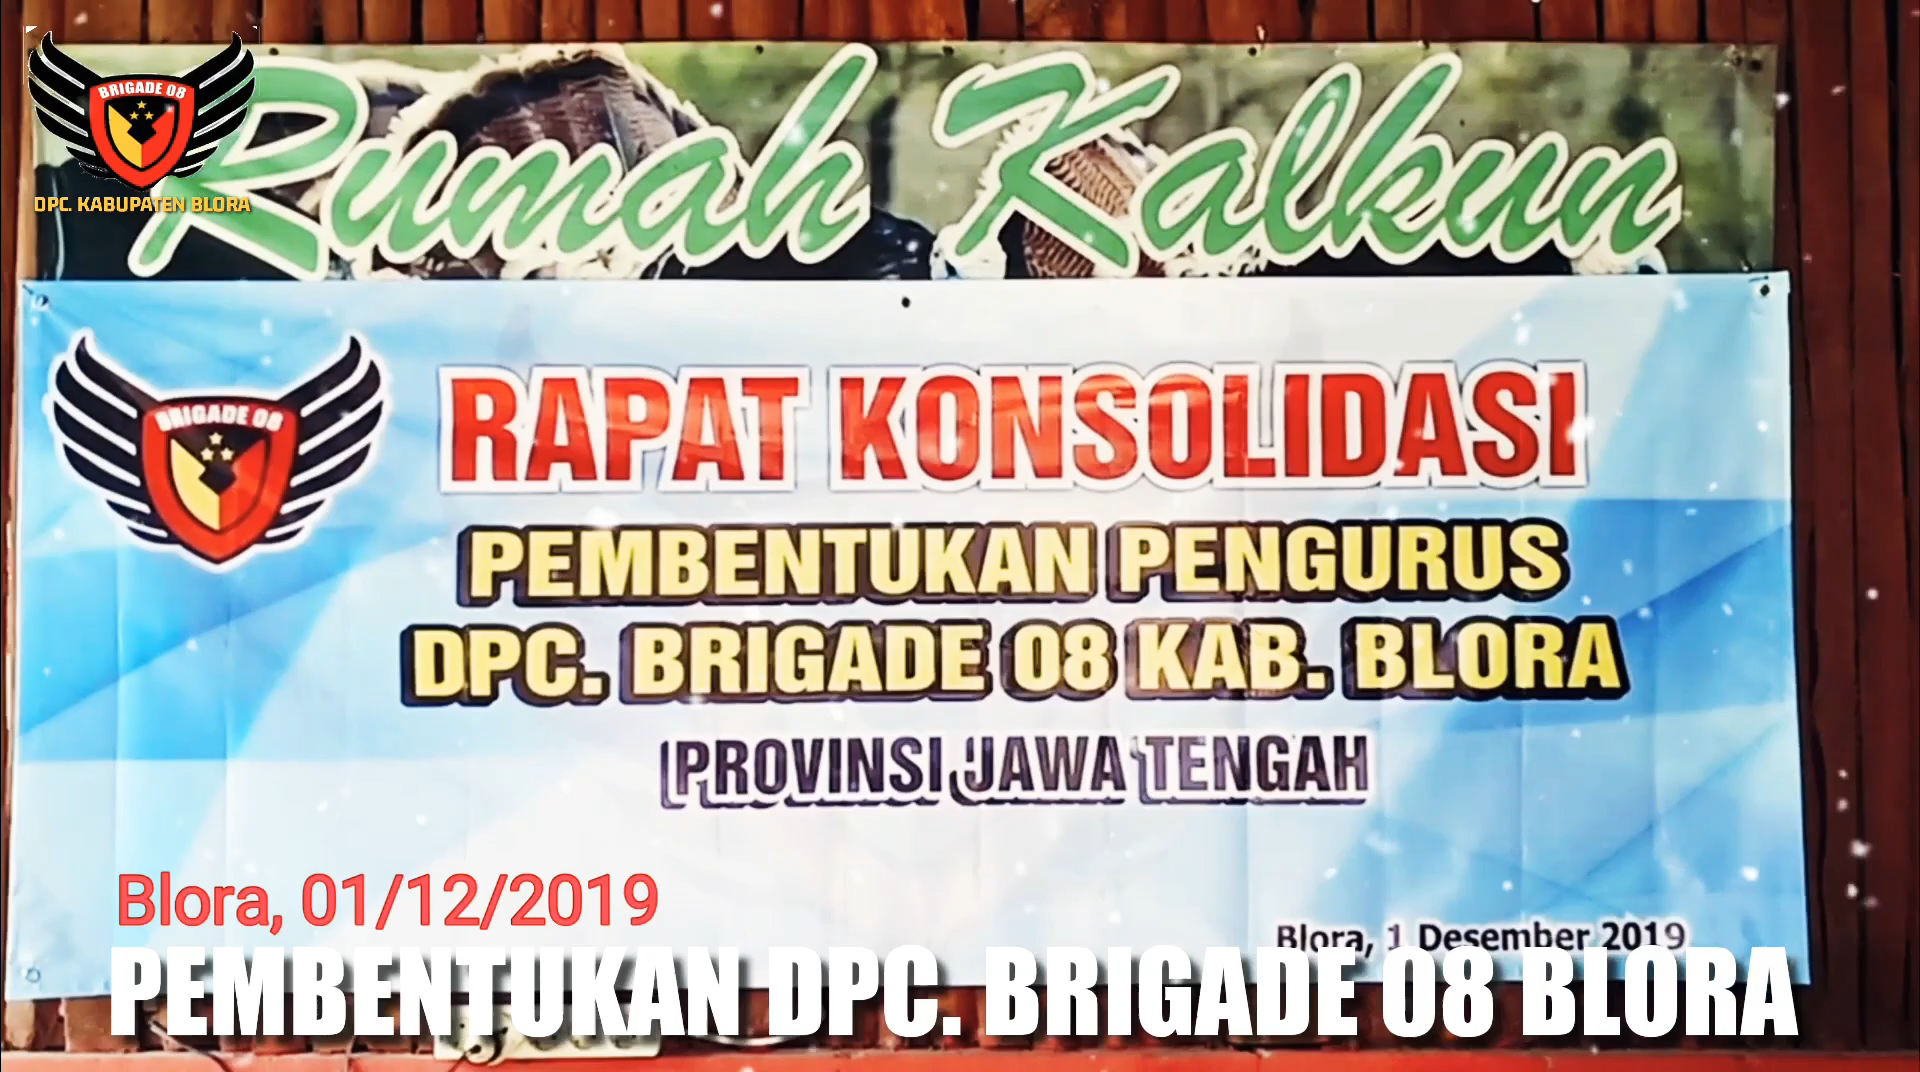 BRIGADE 08
DPC. KABUPATEN BLORA
Rumah Kalkun
BRIGADE 08
RAPAT KONSOLIDASI
PEMBENTUKAN PENGURUS
DPC. BRIGADE 08 KAB. BLORA
PROVINSI JAWA TENGAH
Blora, 01/12/2019
Blora, 1 Desember 2019
PEMBENTUKAN DPC. BRIGADE 08 BLORA